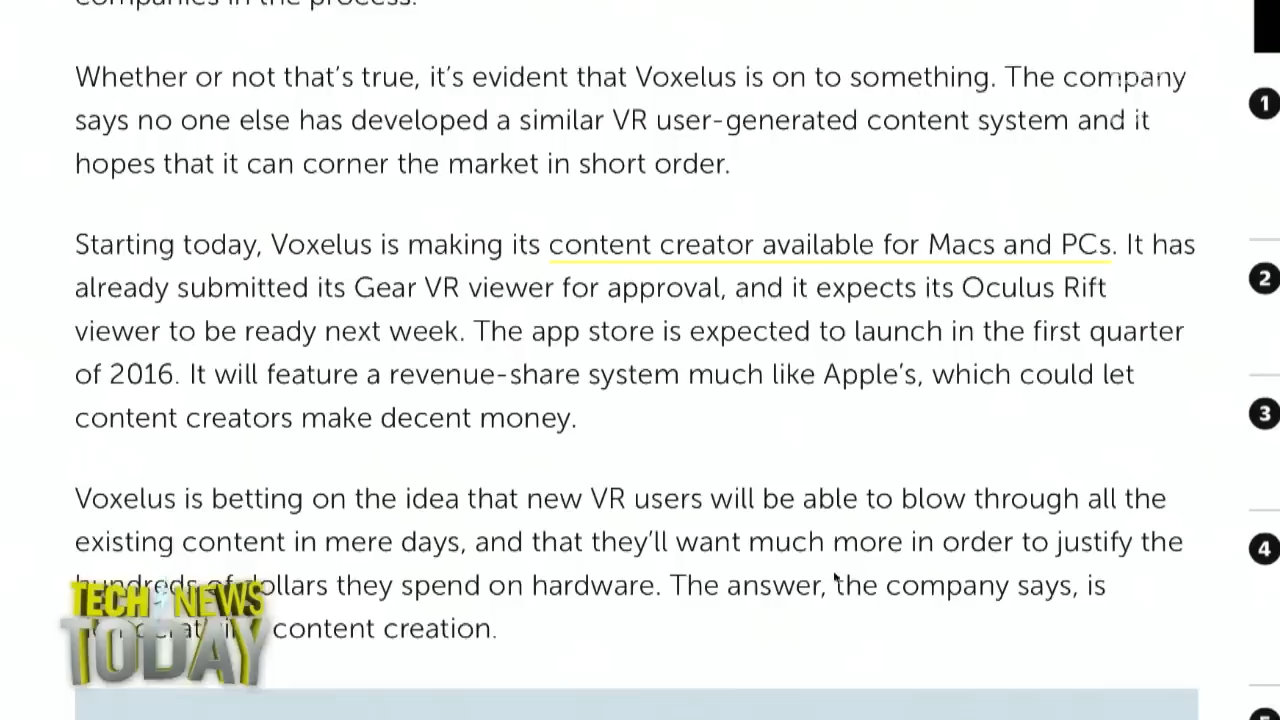 companies in the process.
Whether or not that's true, it's evident that Voxelus is on to something. The company
says no one else has developed a similar VR user-generated content system and it
hopes that it can corner the market in short order.
Starting today, Voxelus is making its content creator available for Macs and PCs. It has
already submitted its Gear VR viewer for approval, and it expects its Oculus Rift
viewer to be ready next week. The app store is expected to launch in the first quarter
of 2016. It will feature a revenue-share system much like Apple's, which could let
content creators make decent money.
Voxelus is betting on the idea that new VR users will be able to blow through all the
existing content in mere days, and that they'll want much more in order to justify the
hundreds of dollars they spend on hardware. The answer, the company says, is
content creation.
TECH NEWS
TODAY
1
2
3
4